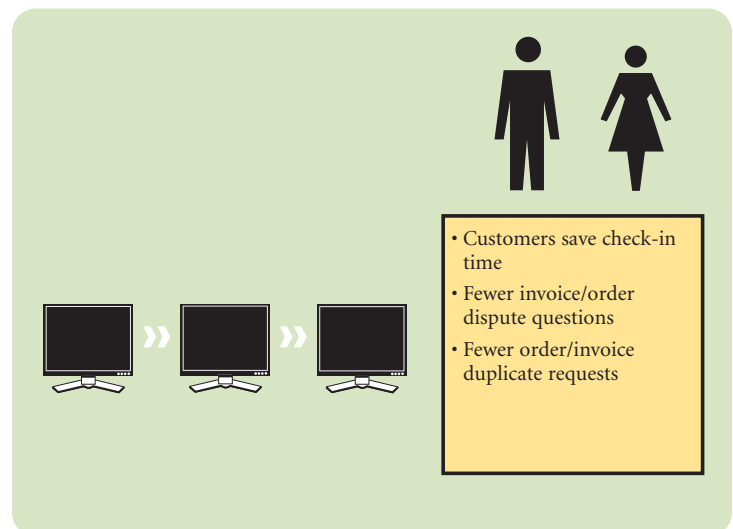 • Customers save check-in
time
• Fewer invoice/order
dispute questions
• Fewer order/invoice
duplicate requests